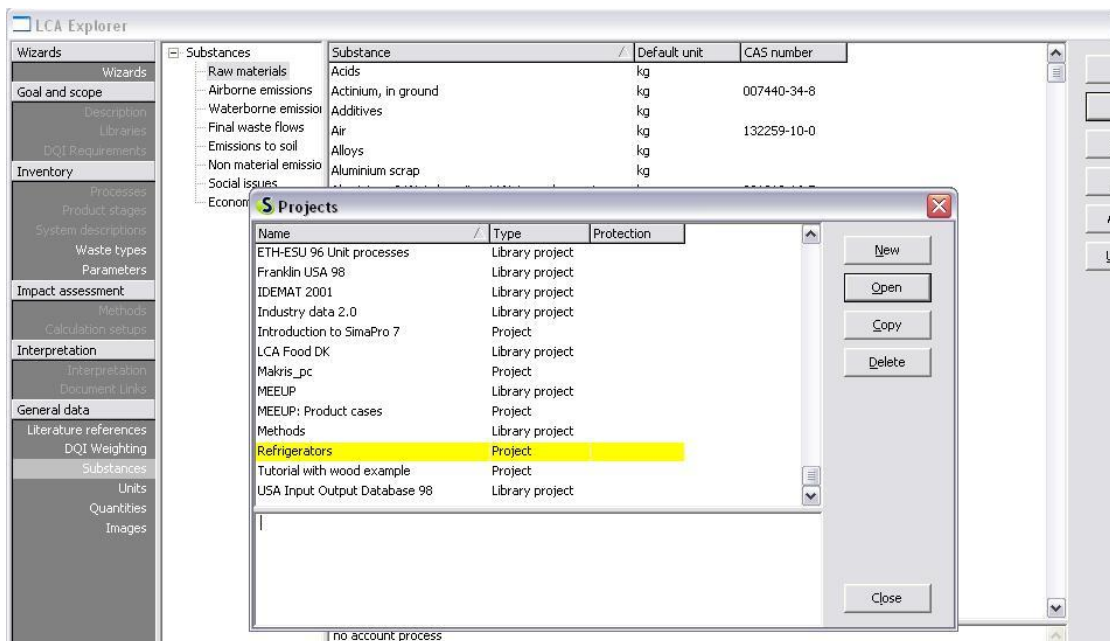 LCA Explorer
Wizards
Wizards
Goal and scope
Description
Libraries
DQI Requirements
Inventory
Processes
Product stages
System descriptions
Waste types
Parameters
Impact assessment
Methods
Calculation setups
Interpretation
Interpretation
Document Links
General data
Literature references
DQI Weighting
Substances
Units
Quantities
Images
Substances
Raw materials
Airborne emissions
Waterborne emission
Final waste flows
Emissions to soil
Non material emissio
Social issues
Econom
Substance Default unit CAS number
Acids kg
Actinium, in ground kg 007440-34-8
Additives kg
Air kg 132259-10-0
Alloys kg
Aluminium scrap kg
Projects
Name Type Protection
ETH-ESU 96 Unit processes Library project
Franklin USA 98 Library project
IDEMAT 2001 Library project
Industry data 2.0 Library project
Introduction to SimaPro 7 Project
LCA Food DK Library project
Makris_pc Project
MEEUP Library project
MEEUP: Product cases Project
Methods Library project
Refrigerators Project
Tutorial with wood example Project
USA Input Output Database 98 Library project
New
Open
Copy
Delete
Close
no account process